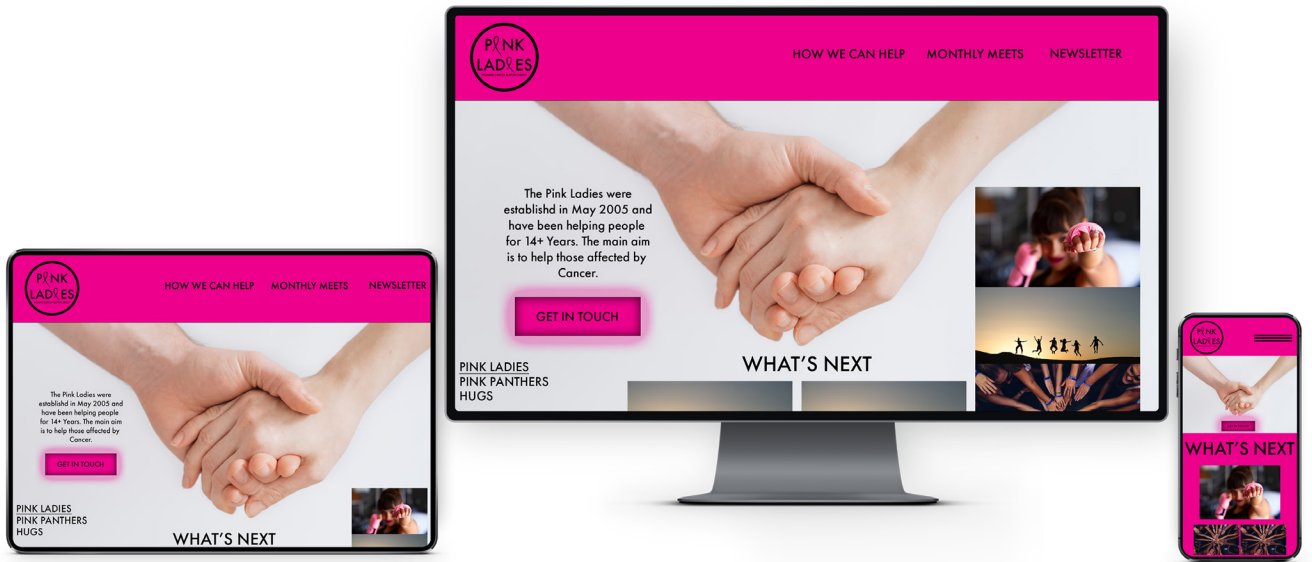 PINK
LADIES
HOW WE CAN HELP MONTHLY MEETS NEWSLETTER
The Pink Ladies were
establishd in May 2005 and
have been helping people
for 14+ Years. The main aim
is to help those affected by
Cancer.
GET IN TOUCH
WHAT'S NEXT
PINK LADIES
PINK PANTHERS
HUGS
PINK
LADIES
HOW WE CAN HELP MONTHLY MEETS NEWSLETTER
The Pink Ladies were
establishd in May 2005 and
have been helping people
for 14+ Years. The main aim
is to help those affected by
Cancer.
GET IN TOUCH
PINK LADIES
PINK PANTHERS
HUGS
WHAT'S NEXT
PINK
LADIES
WHAT'S NEXT